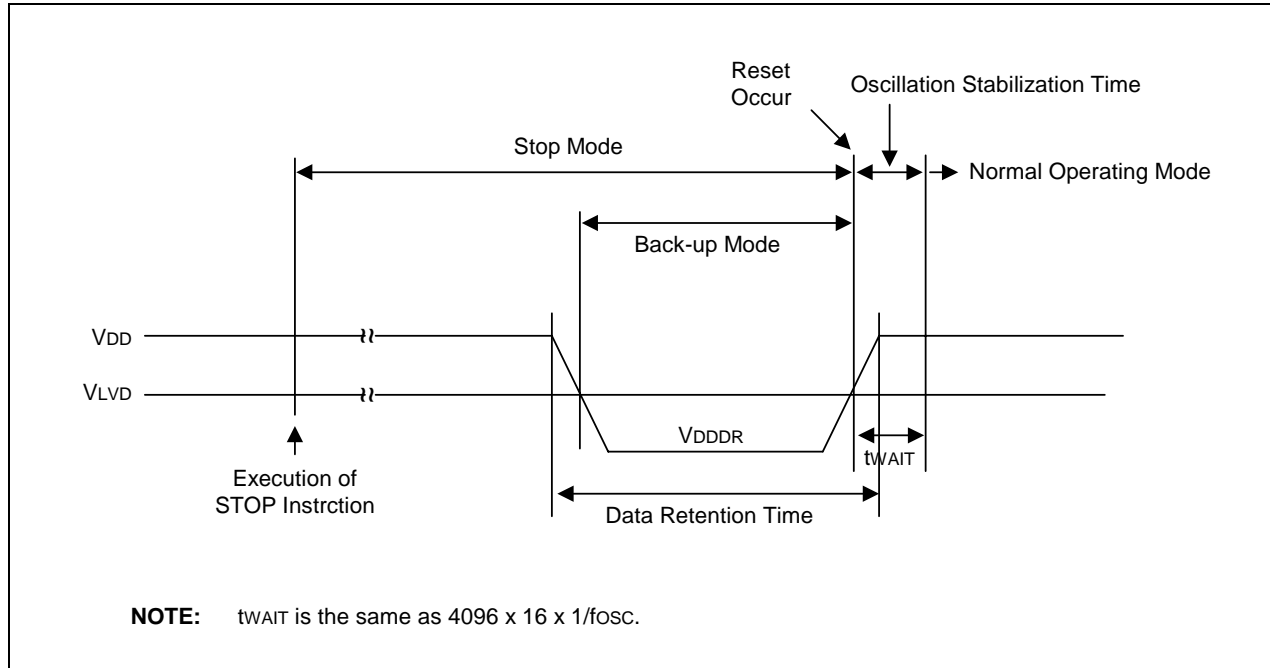 Reset
Occur
Oscillation Stabilization Time
Stop Mode
Normal Operating Mode
Back-up Mode
VDD
VLVD
VDDDR
tWAIT
Execution of
STOP Instrction
Data Retention Time
NOTE: tWAIT is the same as 4096 x 16 x 1/fOSC.